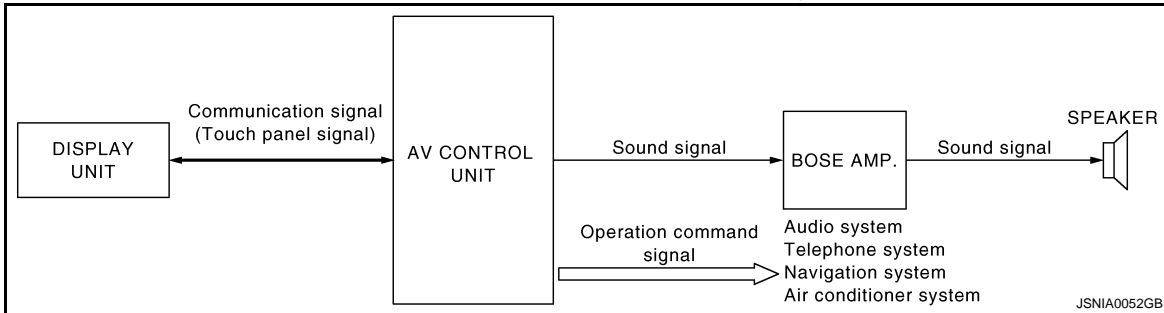 DISPLAY
UNIT
Communication signal
(Touch panel signal)
AV CONTROL
UNIT
Sound signal
BOSE AMP.
Sound signal
SPEAKER
Operation command
signal
Audio system
Telephone system
Navigation system
Air conditioner system
JSNIA0052GB